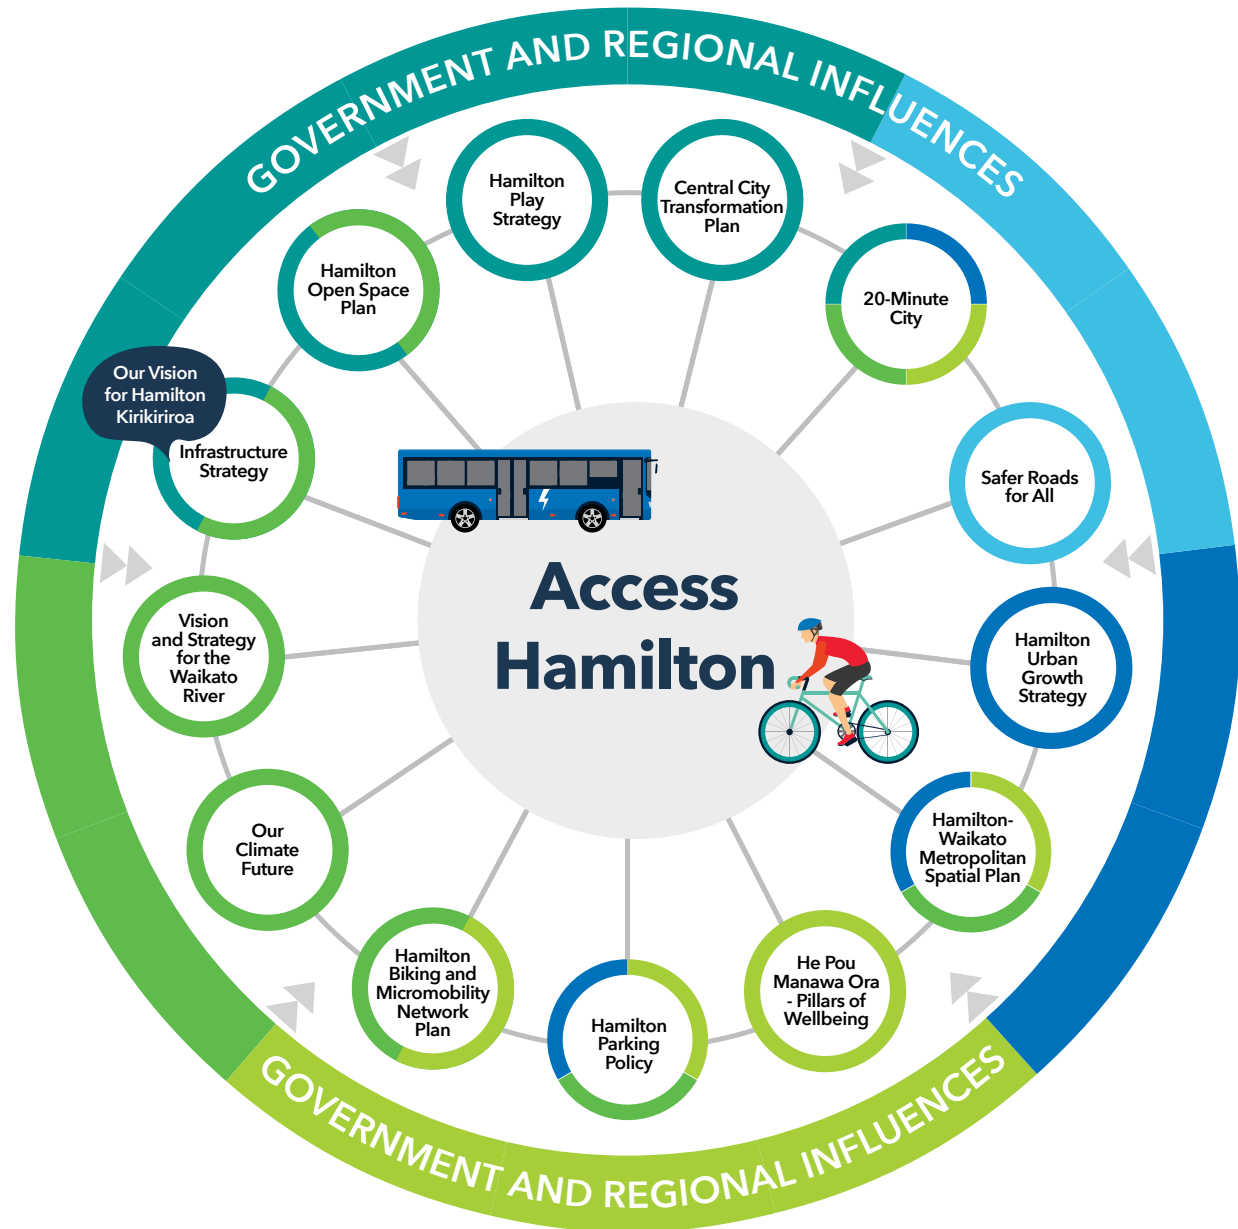 GOVERNMENT AND REGIONAL INFLUENCES
Hamilton
Play
Strategy
Central City
Transformation
Plan
20-Minute
City
Safer Roads
for All
Hamilton
Urban
Growth
Strategy
Hamilton-
Waikato
Metropolitan
Spatial Plan
He Pou
Manawa Ora
- Pillars of
Wellbeing
Hamilton
Parking
Policy
Hamilton
Biking and
Micromobility
Network
Plan
Our
Climate
Future
Vision
and Strategy
for the
Waikato
River
Our Vision
for Hamilton
Kirikiriroa
Infrastructure
Strategy
Hamilton
Open Space
Plan
Access
Hamilton
GOVERNMENT AND REGIONAL INFLUENCES